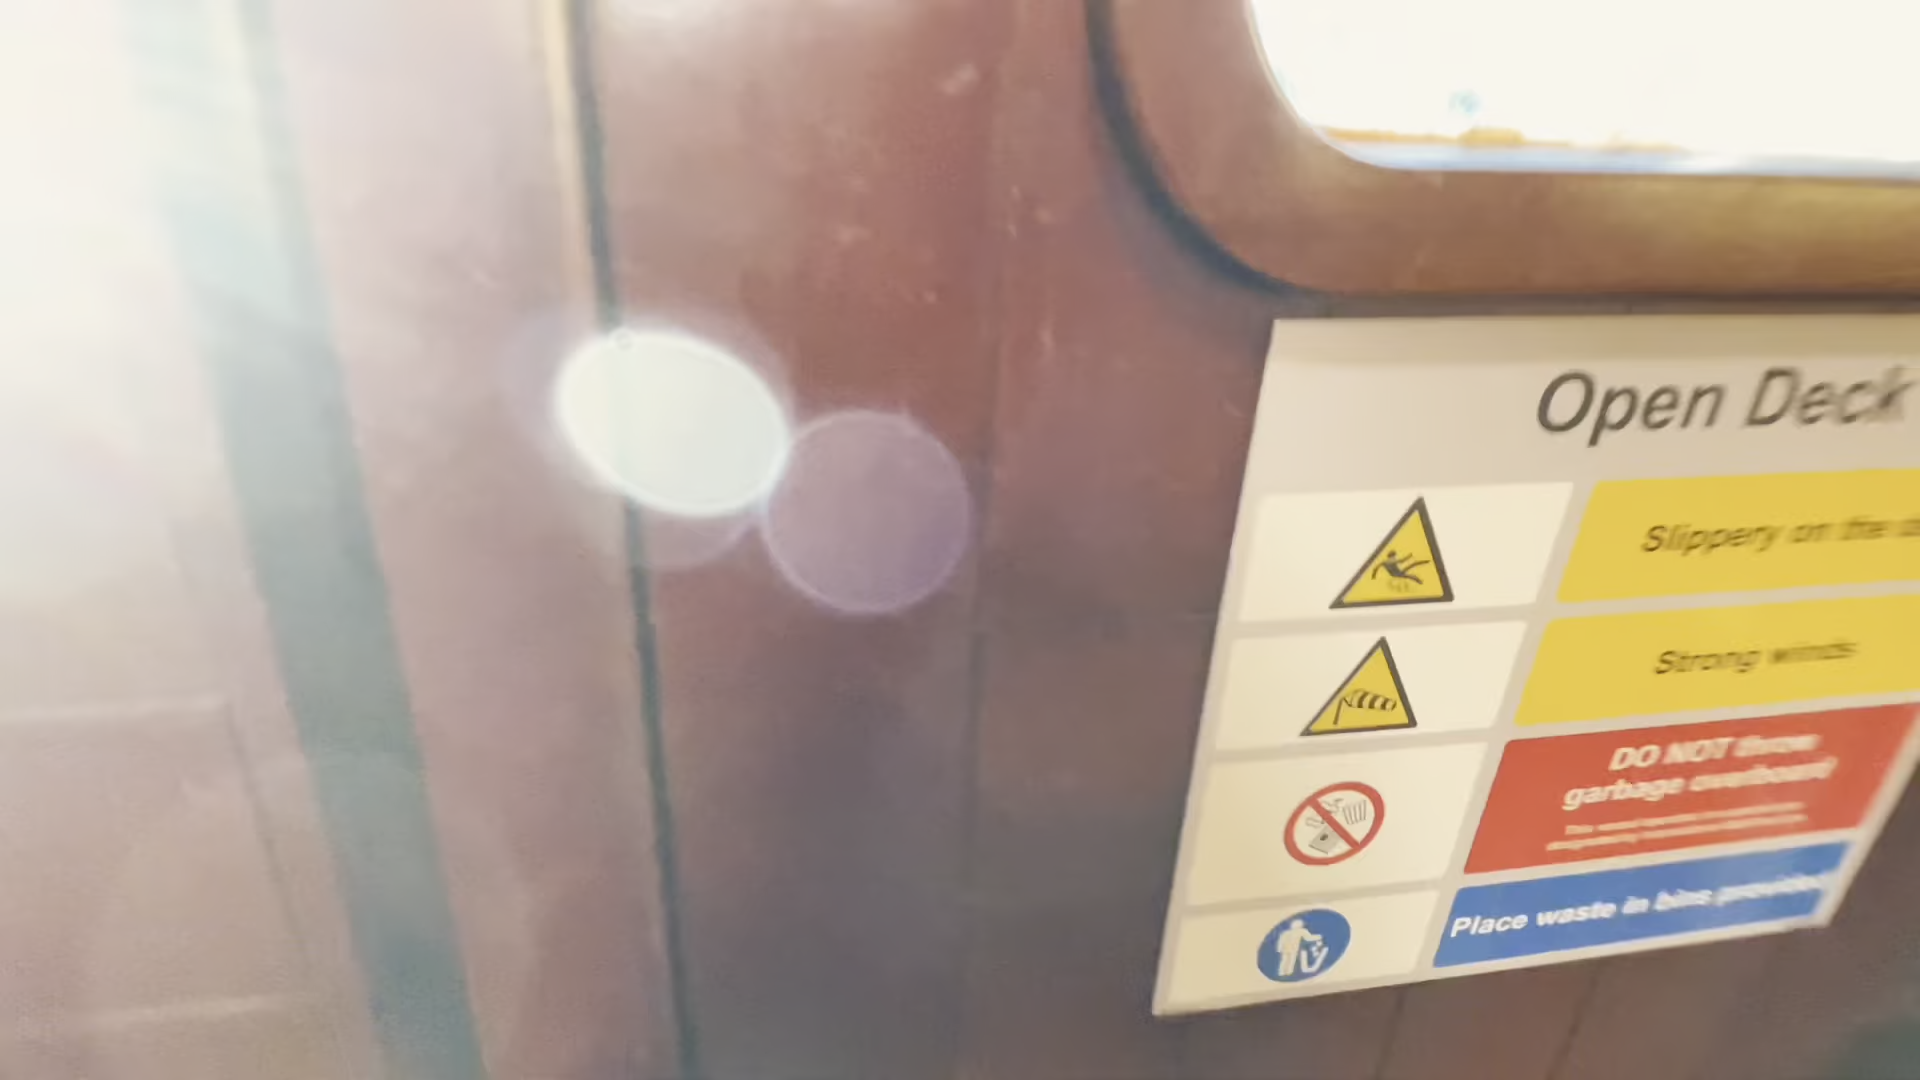 Open Deck
Slippery on the
Strong winds
DO NOT throw
garbage overboard
Place waste in bins provided